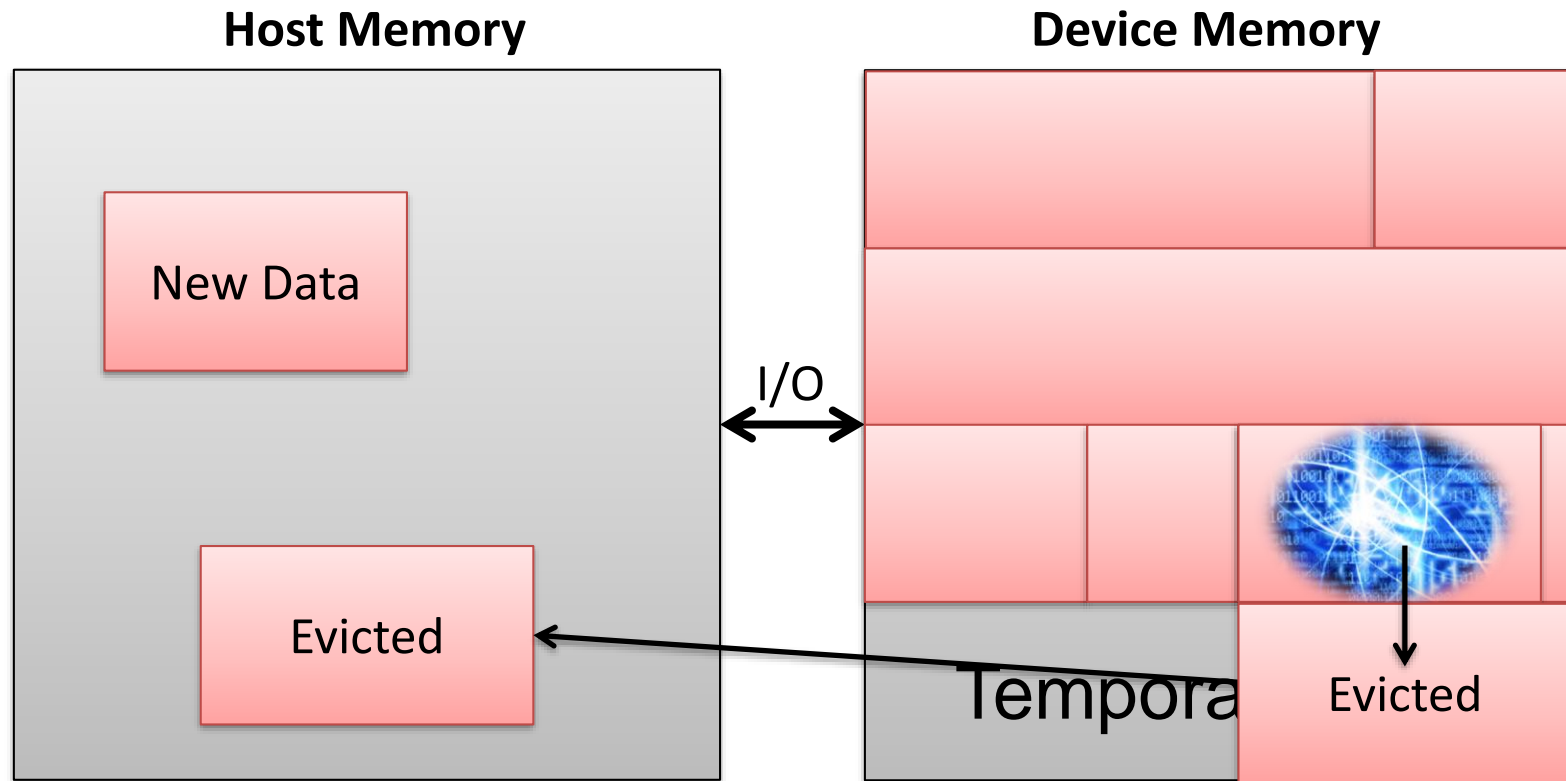 Host Memory
Device Memory
New Data
I/O
Evicted
Tempora
Evicted